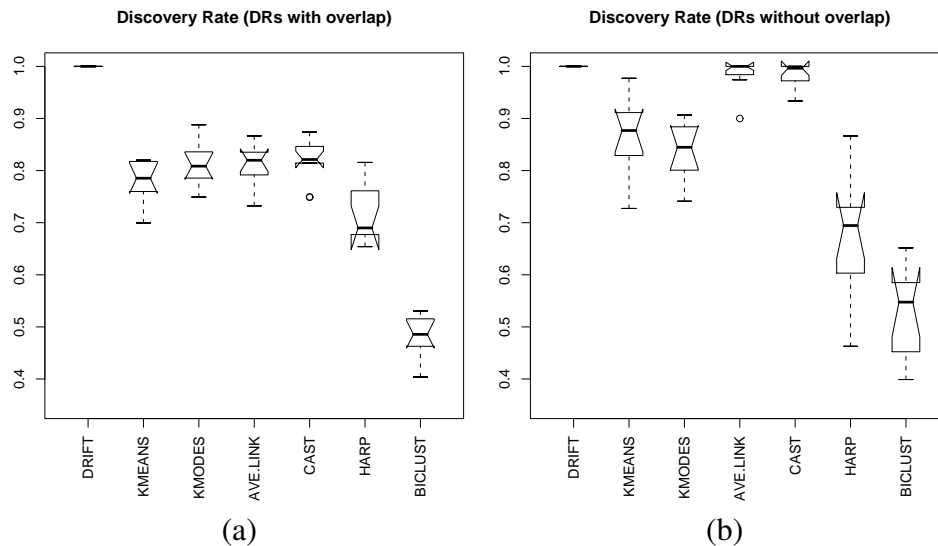 Discovery Rate (DRs with overlap)
1.0
0.9
0.8
0.7
0.6
0.5
0.4
DRIFT
KMEANS
KMODES
AVE.LINK
CAST
HARP
BICLUST
(a)
Discovery Rate (DRs without overlap)
1.0
0.9
0.8
0.7
0.6
0.5
0.4
DRIFT
KMEANS
KMODES
AVE.LINK
CAST
HARP
BICLUST
(b)